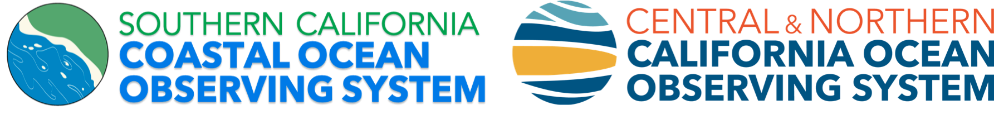 SOUTHERN CALIFORNIA
COASTAL OCEAN
OBSERVING SYSTEM
CENTRAL & NORTHERN
CALIFORNIA OCEAN
OBSERVING SYSTEM